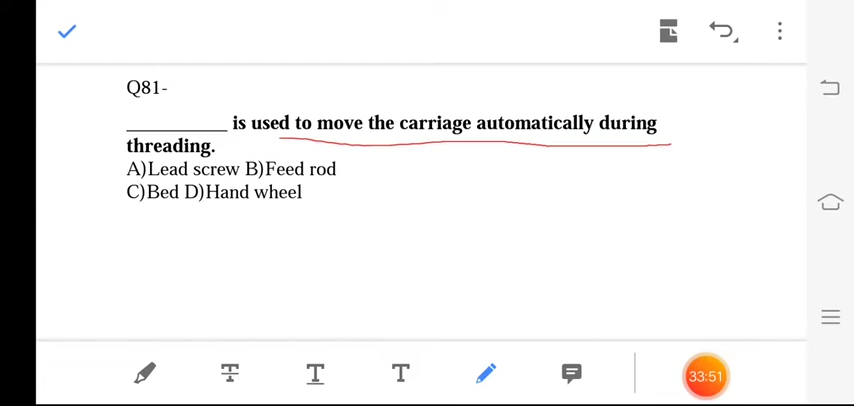 Q81-
__________ is used to move the carriage automatically during
threading.
A)Lead screw B)Feed rod
C)Bed D)Hand wheel
T T T
33:51